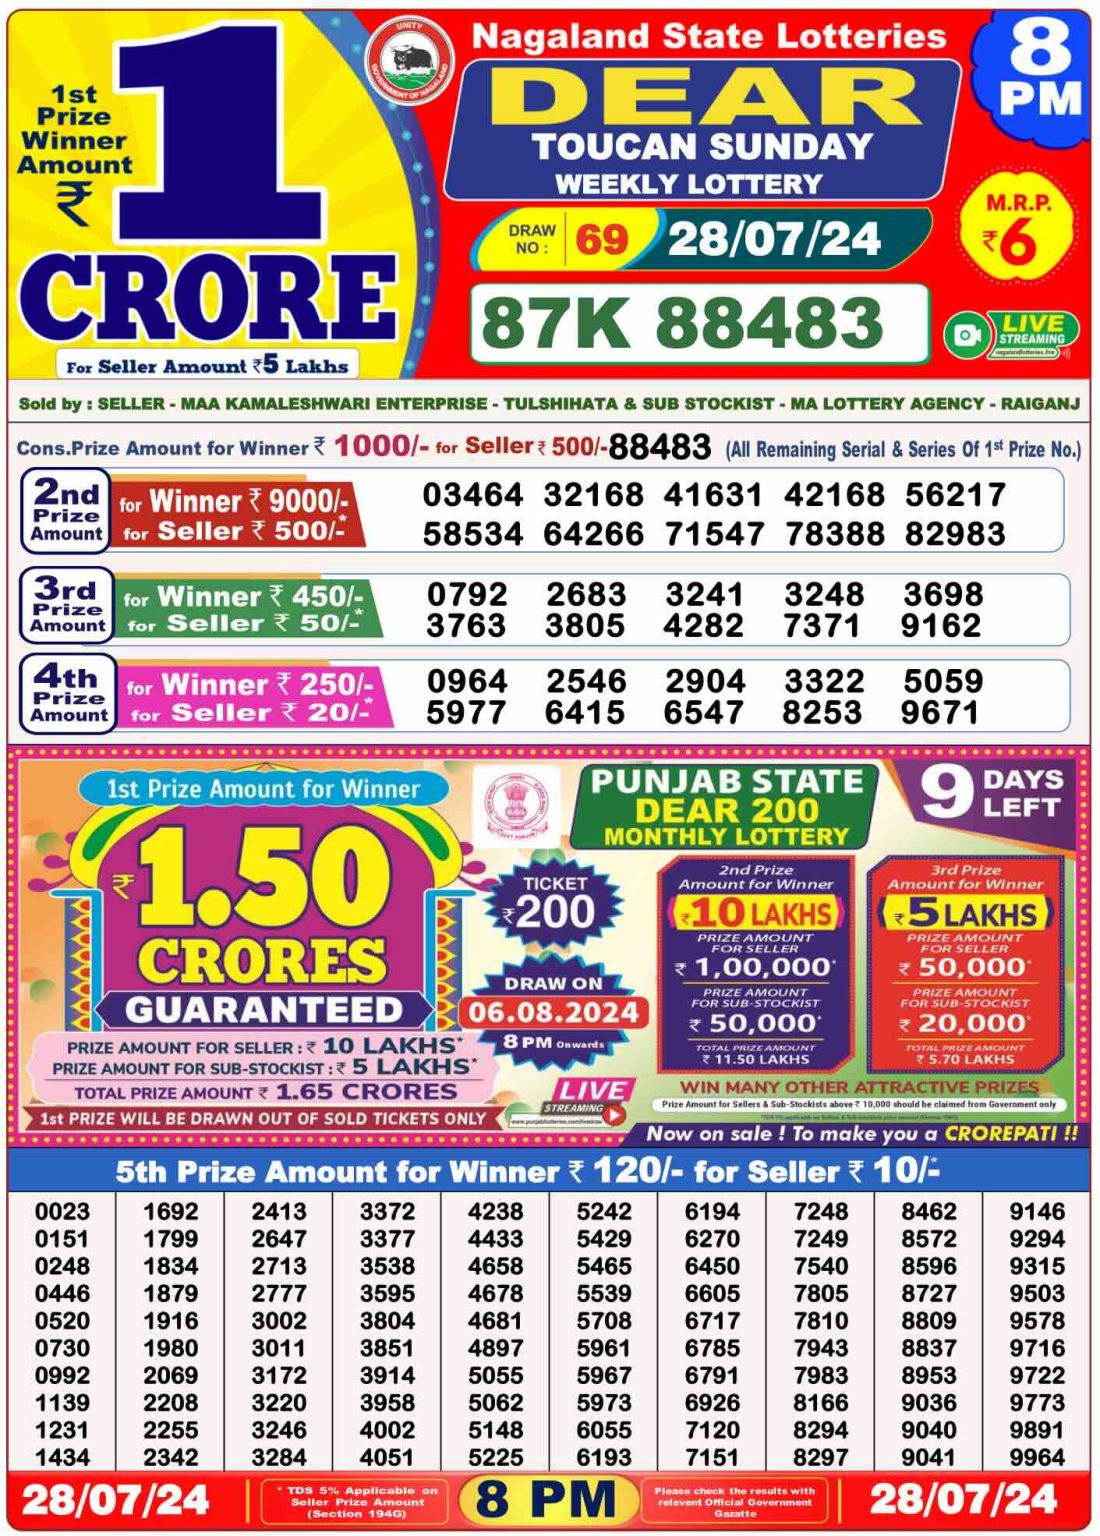 1st
Prize
Winner
Amount
₹
1
CRORE
For Seller Amount ₹5 Lakhs
UNITY
GOVERNMENT OF NAGALAND
Nagaland State Lotteries
8
PM
DEAR
TOUCAN SUNDAY
WEEKLY LOTTERY
DRAW
NO :
69
28/07/24
M.R.P.
₹6
87K 88483
LIVE
STREAMING
nagalandlotteries.live
Sold by : SELLER - MAA KAMALESHWARI ENTERPRISE - TULSHIHATA & SUB STOCKIST - MA LOTTERY AGENCY - RAIGANJ
Cons.Prize Amount for Winner ₹ 1000/- for Seller ₹ 500/- 88483 (All Remaining Serial & Series Of 1st Prize No.)
2nd
Prize
Amount
for Winner ₹ 9000/-
for Seller ₹ 500/-*
03464 32168 41631 42168 56217
58534 64266 71547 78388 82983
3rd
Prize
Amount
for Winner ₹ 450/-
for Seller ₹ 50/-*
0792 2683 3241 3248 3698
3763 3805 4282 7371 9162
4th
Prize
Amount
for Winner ₹ 250/-
for Seller ₹ 20/-*
0964 2546 2904 3322 5059
5977 6415 6547 8253 9671
1st Prize Amount for Winner
₹1.50
CRORES
GUARANTEED
PRIZE AMOUNT FOR SELLER : ₹ 10 LAKHS*
PRIZE AMOUNT FOR SUB-STOCKIST : ₹ 5 LAKHS*
TOTAL PRIZE AMOUNT ₹ 1.65 CRORES
1st PRIZE WILL BE DRAWN OUT OF SOLD TICKETS ONLY
PUNJAB STATE
DEAR 200
MONTHLY LOTTERY
9 DAYS
LEFT
TICKET
₹200
DRAW ON
06.08.2024
8 PM Onwards
LIVE
STREAMING
www.punjablotteries.com/livedraw
2nd Prize
Amount for Winner
₹10 LAKHS
PRIZE AMOUNT
FOR SELLER
₹ 1,00,000*
PRIZE AMOUNT
FOR SUB-STOCKIST
₹ 50,000*
TOTAL PRIZE AMOUNT
₹ 11.50 LAKHS
3rd Prize
Amount for Winner
₹5 LAKHS
PRIZE AMOUNT
FOR SELLER
₹ 50,000*
PRIZE AMOUNT
FOR SUB-STOCKIST
₹ 20,000*
TOTAL PRIZE AMOUNT
₹ 5.70 LAKHS
WIN MANY OTHER ATTRACTIVE PRIZES
Prize Amount for Sellers & Sub-Stockists above ₹ 10,000 should be claimed from Government only
Now on sale ! To make you a CROREPATI !!
5th Prize Amount for Winner ₹ 120/- for Seller ₹ 10/-*
0023 1692 2413 3372 4238 5242 6194 7248 8462 9146
0151 1799 2647 3377 4433 5429 6270 7249 8572 9294
0248 1834 2713 3538 4658 5465 6450 7540 8596 9315
0446 1879 2777 3595 4678 5539 6605 7805 8727 9503
0520 1916 3002 3804 4681 5708 6717 7810 8809 9578
0730 1980 3011 3851 4897 5961 6785 7943 8837 9716
0992 2069 3172 3914 5055 5967 6791 7983 8953 9722
1139 2208 3220 3958 5062 5973 6926 8166 9036 9773
1231 2255 3246 4002 5148 6055 7120 8294 9040 9891
1434 2342 3284 4051 5225 6193 7151 8297 9041 9964
28/07/24
* TDS 5% Applicable on
Seller Prize Amount
(Section 194G)
8 PM
Please check the results with
relevent Official Government
Gazatte
28/07/24